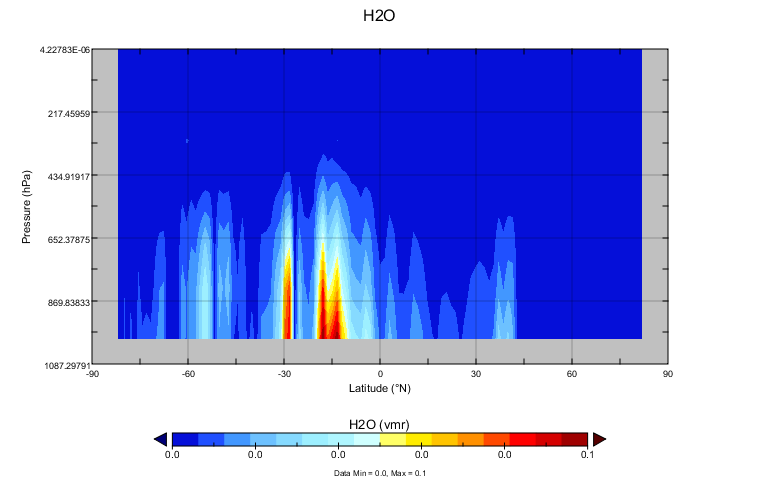 H2O
4.22783E-06
217.45959
434.91917
652.37875
869.83833
1087.29791
Pressure (hPa)
-90 -60 -30 0 30 60 90
Latitude (°N)
H2O (vmr)
0.0 0.0 0.0 0.0 0.0 0.1
Data Min = 0.0, Max = 0.1